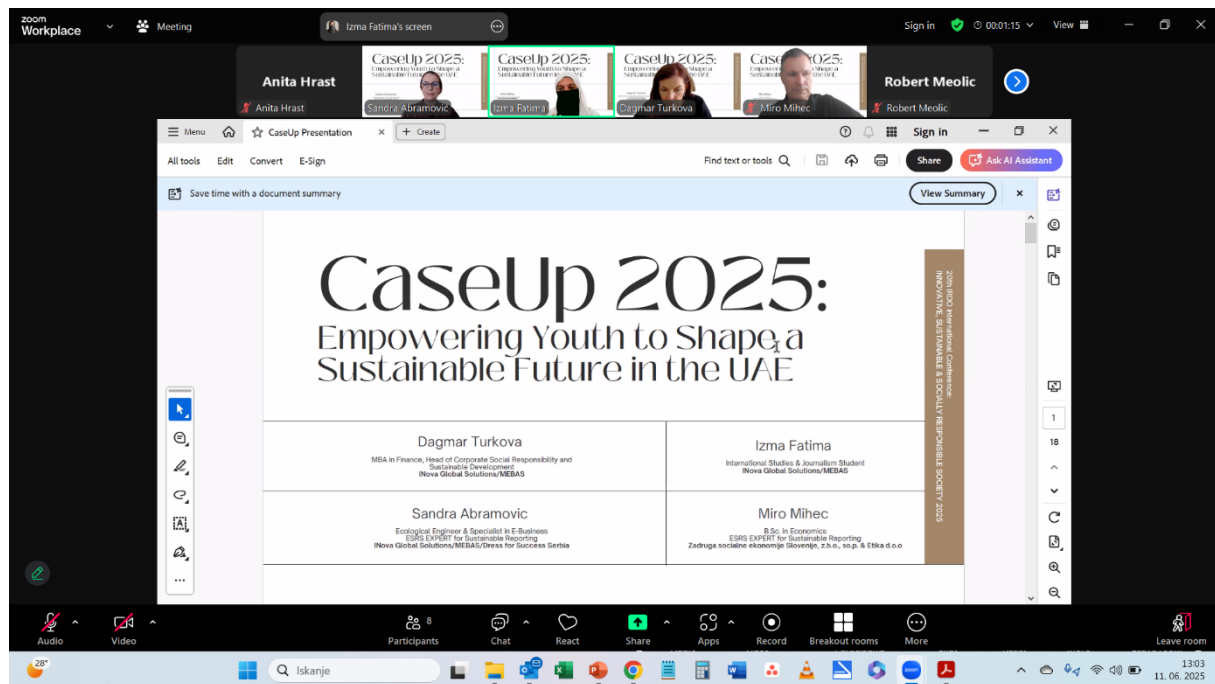 zoom
Workplace
Meeting
Izma Fatima's screen
Sign in
00:01:15
View
Anita Hrast
Anita Hrast
CaseUp 2025:
Sandra Abramovič
CaseUp 2025:
Izma Fatima
CaseUp 2025:
Dagmar Turkova
Miro Mihec
Robert Meolic
Robert Meolic
Menu
CaseUp Presentation
+ Create
Sign in
All tools
Edit
Convert
E-Sign
Find text or tools
Share
Ask AI Assistant
Save time with a document summary
View Summary
CaseUp 2025:
Empowering Youth to Shape a
Sustainable Future in the UAE
20th IRDO International Conference:
INNOVATIVE, SUSTAINABLE & SOCIALLY RESPONSIBLE SOCIETY 2025
Dagmar Turkova
MBA in Finance, Head of Corporate Social Responsibility and
Sustainable Development
INova Global Solutions/MEBAS
Izma Fatima
International Studies & Journalism Student
INova Global Solutions/MEBAS
Sandra Abramovic
Ecological Engineer & Specialist in E-Business
ESRS EXPERT for Sustainable Reporting
INova Global Solutions/MEBAS/Dress for Success Serbia
Miro Mihec
B.Sc. in Economics
ESRS EXPERT for Sustainable Reporting
Zadruga socialne ekonomije Slovenije, z.b.o., so.p. & Etika d.o.o
1
18
Audio
Video
8
Participants
Chat
React
Share
Apps
Record
Breakout rooms
More
Leave room
28°
Iskanje
13:03
11. 06. 2025